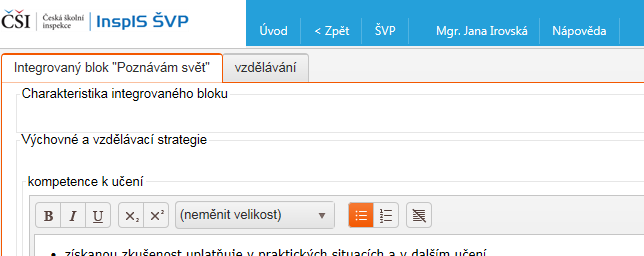 ČŠI Česká školní inspekce InspIS ŠVP
Úvod < Zpět ŠVP Mgr. Jana Irovská Nápověda
Integrovaný blok "Poznávám svět" vzdělávání
Charakteristika integrovaného bloku
Výchovné a vzdělávací strategie
kompetence k učení
B I U ×₂ ×² (neměnit velikost)
• získanou zkušenost uplatňuje v praktických situacích a v dalším učení